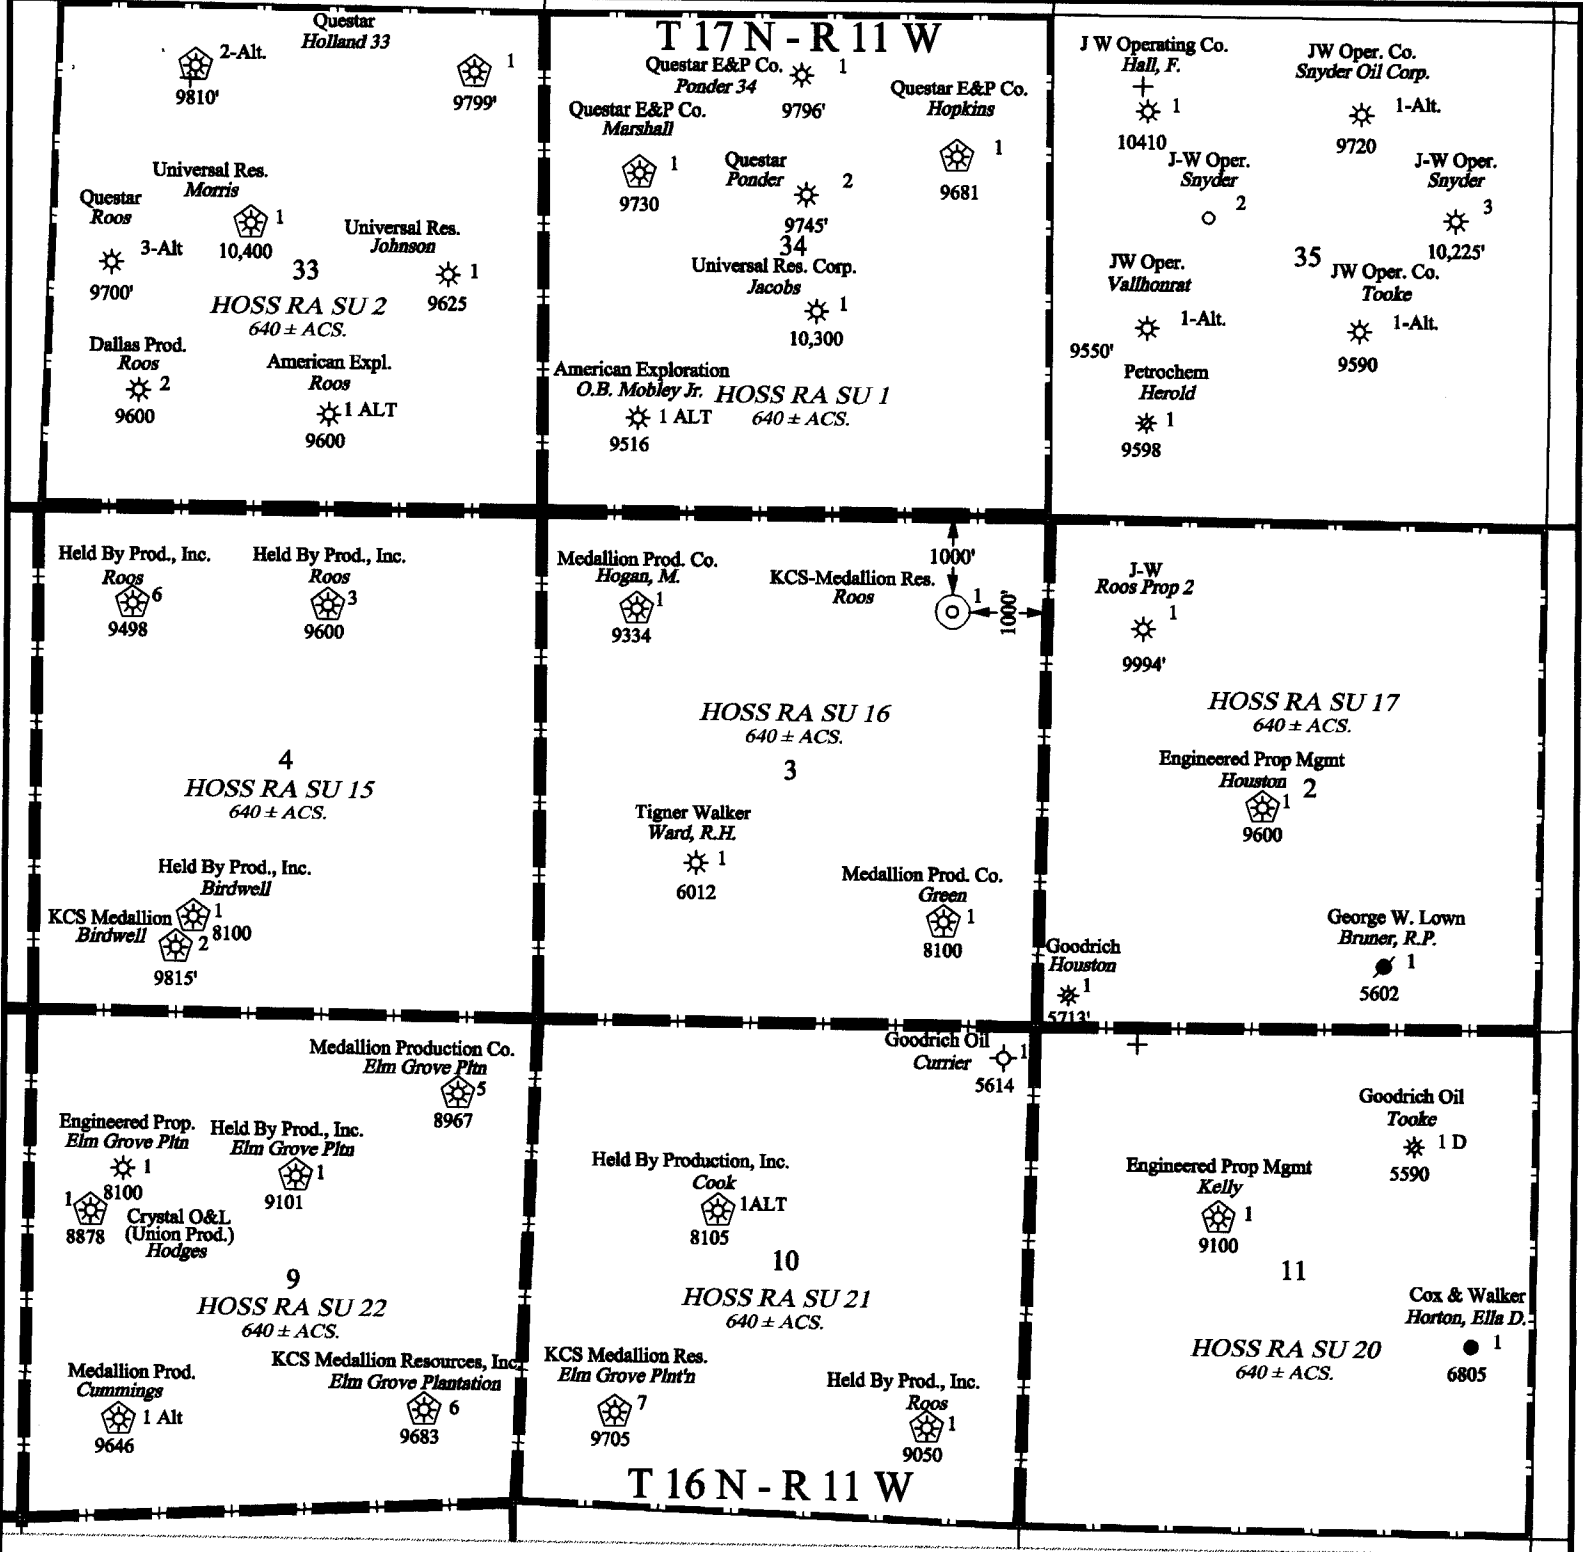 Questar
Holland 33
2-Alt.
9810'
1
9799'
Universal Res.
Morris
1
10,400
Questar
Roos
3-Alt
9700'
Universal Res.
Johnson
1
9625
33
HOSS RA SU 2
640 ± ACS.
Dallas Prod.
Roos
2
9600
American Expl.
Roos
1 ALT
9600
T 17 N - R 11 W
Questar E&P Co.
Ponder 34
1
9796'
Questar E&P Co.
Marshall
1
9730
Questar E&P Co.
Hopkins
1
9681
Questar
Ponder
2
9745'
34
Universal Res. Corp.
Jacobs
1
10,300
American Exploration
O.B. Mobley Jr.
1 ALT
9516
HOSS RA SU 1
640 ± ACS.
J W Operating Co.
Hall, F.
1
10410
JW Oper. Co.
Snyder Oil Corp.
1-Alt.
9720
J-W Oper.
Snyder
2
J-W Oper.
Snyder
3
10,225'
35
JW Oper.
Vallhonrat
1-Alt.
9550'
JW Oper. Co.
Tooke
1-Alt.
9590
Petrochem
Herold
1
9598
Held By Prod., Inc.
Roos
6
9498
Held By Prod., Inc.
Roos
3
9600
4
HOSS RA SU 15
640 ± ACS.
Held By Prod., Inc.
Birdwell
1
8100
KCS Medallion
Birdwell
2
9815'
Medallion Prod. Co.
Hogan, M.
1
9334
KCS-Medallion Res.
Roos
1
1000'
1000'
HOSS RA SU 16
640 ± ACS.
3
Tigner Walker
Ward, R.H.
1
6012
Medallion Prod. Co.
Green
1
8100
J-W
Roos Prop 2
1
9994'
HOSS RA SU 17
640 ± ACS.
Engineered Prop Mgmt
Houston
1
9600
2
Goodrich
Houston
1
5713'
George W. Lown
Bruner, R.P.
1
5602
Medallion Production Co.
Elm Grove Pltn
5
8967
Engineered Prop.
Elm Grove Pltn
1
8100
Held By Prod., Inc.
Elm Grove Pltn
1
9101
1
8878
Crystal O&L
(Union Prod.)
Hodges
9
HOSS RA SU 22
640 ± ACS.
Medallion Prod.
Cummings
1 Alt
9646
KCS Medallion Resources, Inc.
Elm Grove Plantation
6
9683
Goodrich Oil
Currier
1
5614
Held By Production, Inc.
Cook
1ALT
8105
10
HOSS RA SU 21
640 ± ACS.
KCS Medallion Res.
Elm Grove Plnt'n
7
9705
Held By Prod., Inc.
Roos
1
9050
T 16 N - R 11 W
Goodrich Oil
Tooke
1 D
5590
Engineered Prop Mgmt
Kelly
1
9100
11
Cox & Walker
Horton, Ella D.
1
6805
HOSS RA SU 20
640 ± ACS.